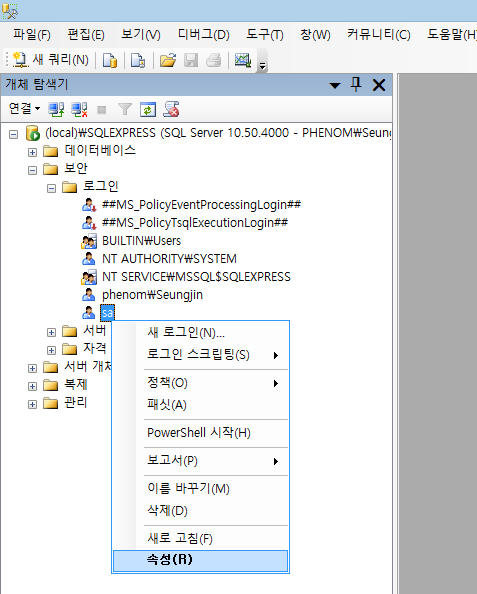 파일(F) 편집(E) 보기(V) 디버그(D) 도구(T) 창(W) 커뮤니티(C) 도움말(H
새 쿼리(N)
개체 탐색기
연결
(local)\SQLEXPRESS (SQL Server 10.50.4000 - PHENOM\Seung
데이터베이스
보안
로그인
##MS_PolicyEventProcessingLogin##
##MS_PolicyTsqlExecutionLogin##
BUILTIN\Users
NT AUTHORITY\SYSTEM
NT SERVICE\MSSQL$SQLEXPRESS
phenom\Seungjin
sa
서버
자격
서버 개체
복제
관리
새 로그인(N)...
로그인 스크립팅(S)
정책(O)
패싯(A)
PowerShell 시작(H)
보고서(P)
이름 바꾸기(M)
삭제(D)
새로 고침(F)
속성(R)